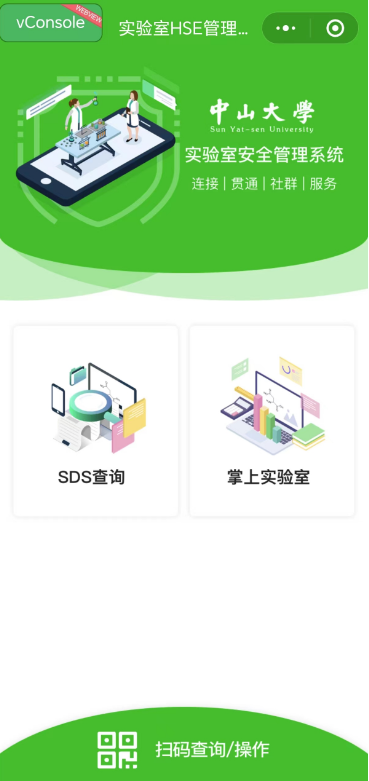 vConsole
WEBVIEW
实验室HSE管理...
中山大學
Sun Yat-sen University
实验室安全管理系统
连接 | 贯通 | 社群 | 服务
SDS查询
掌上实验室
扫码查询/操作